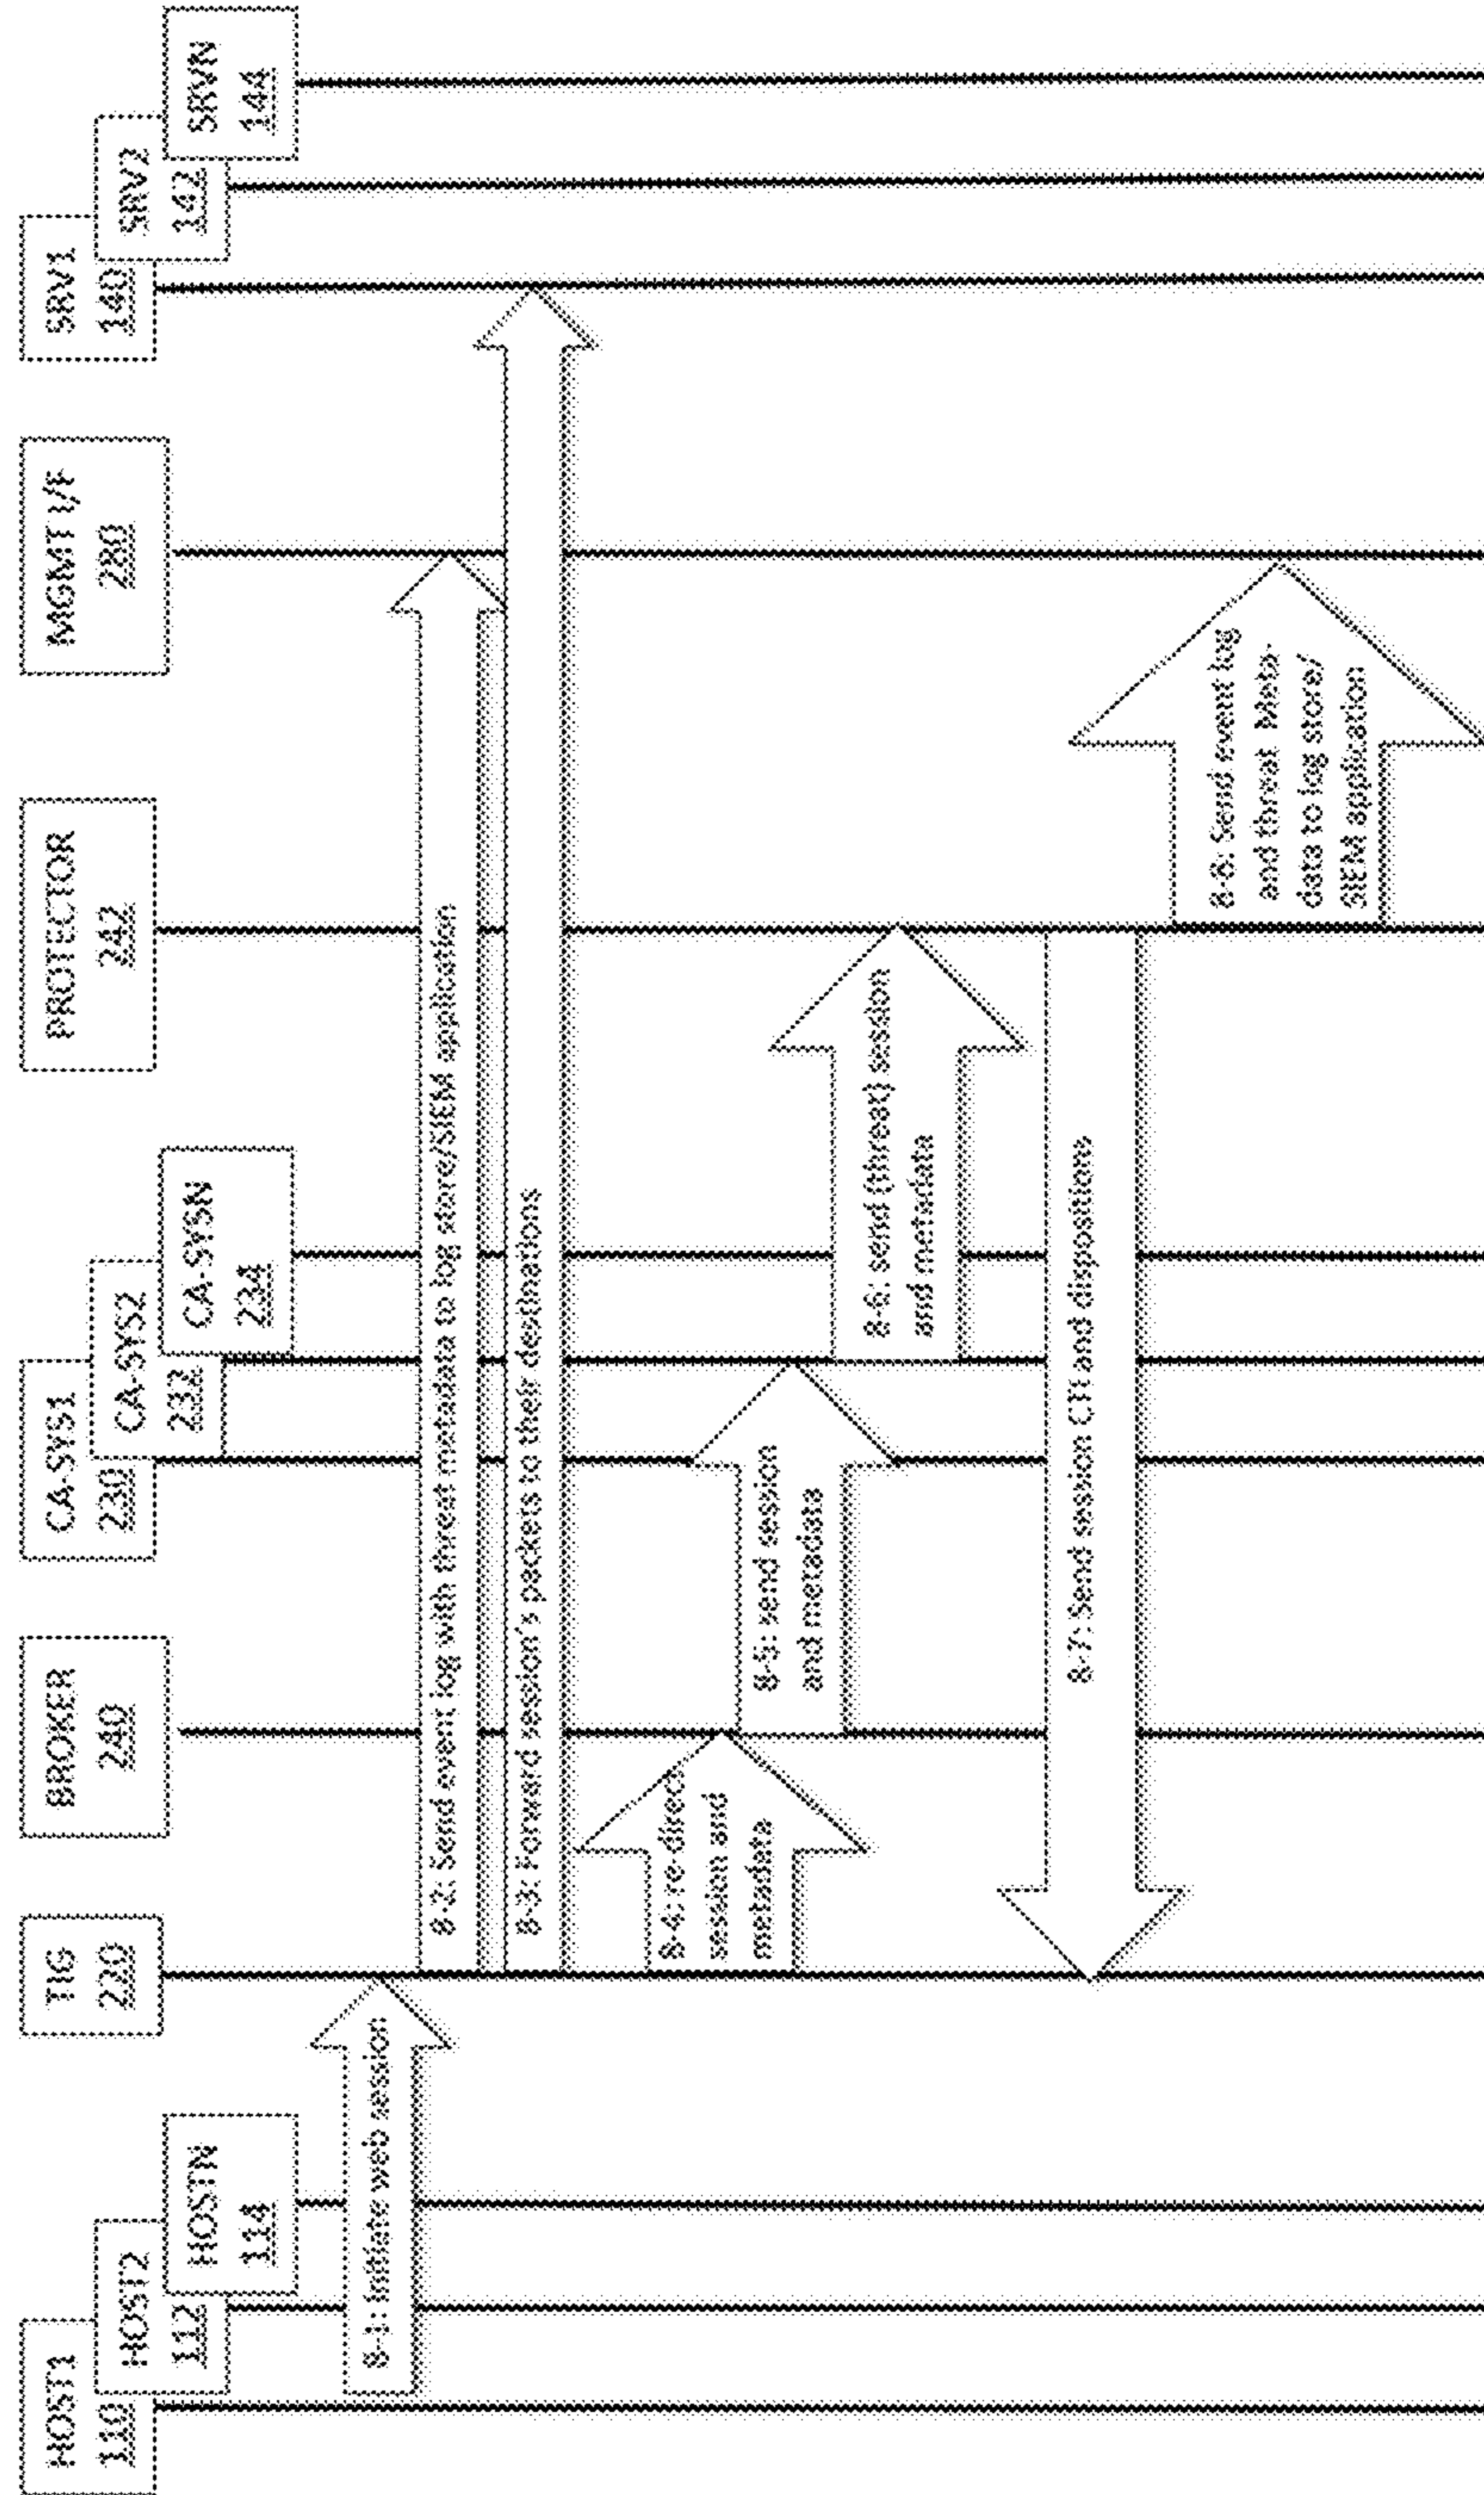 HOST1
110
HOST2
112
HOSTN
114
TIG
220
BROKER
240
CA-SYS1
230
CA-SYS2
232
CA-SYSN
234
PROTECTOR
242
MGMT I/F
280
SRV1
140
SRV2
142
SRVN
144
8-1: Initiate web session
8-2: Send event log with threat metadata to log store/SIEM application
8-3: Forward session's packets to their destinations
8-4: re-direct
session and
metadata
8-5: send session
and metadata
8-6: send (threat) session
and metadata
8-7: Send session CTI and dispositions
8-8: Send event log
and threat Meta-
data to log store/
SIEM application